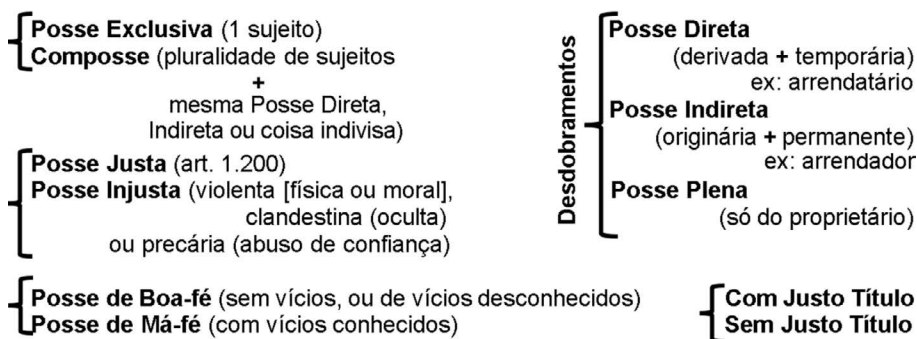 Posse Exclusiva (1 sujeito)
Composse (pluralidade de sujeitos
+
mesma Posse Direta,
Indireta ou coisa indivisa)
Posse Justa (art. 1.200)
Posse Injusta (violenta [física ou moral],
clandestina (oculta)
ou precária (abuso de confiança)
Desdobramentos
Posse Direta
(derivada + temporária)
ex: arrendatário
Posse Indireta
(originária + permanente)
ex: arrendador
Posse Plena
(só do proprietário)
Posse de Boa-fé (sem vícios, ou de vícios desconhecidos)
Posse de Má-fé (com vícios conhecidos)
Com Justo Título
Sem Justo Título